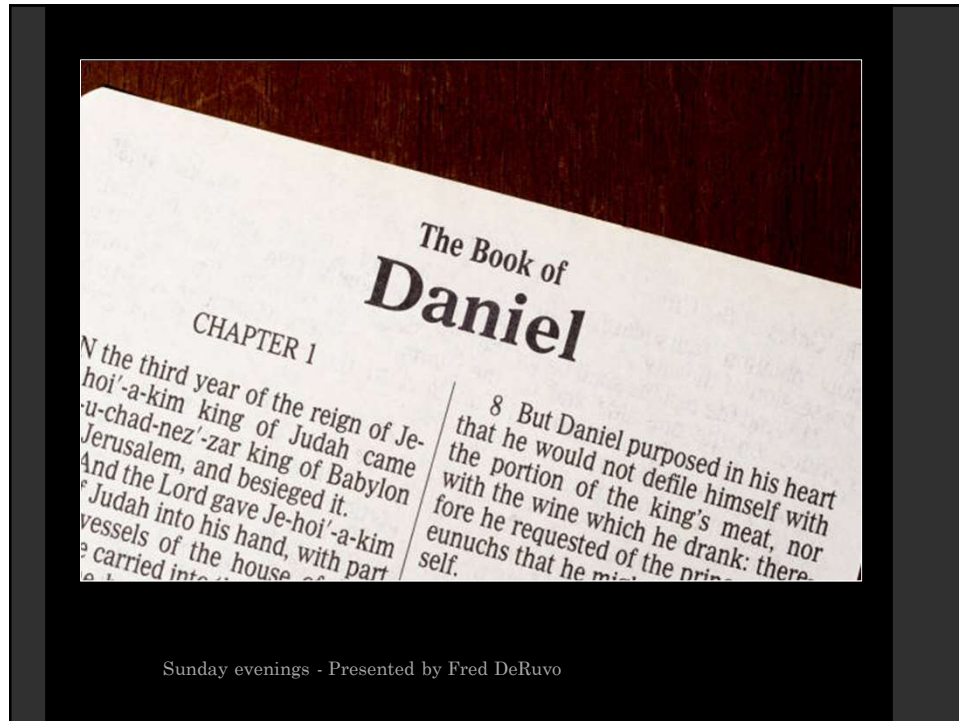 The Book of
Daniel
CHAPTER 1
N the third year of the reign of Je-
hoi'-a-kim king of Judah came
-u-chad-nez'-zar king of Babylon
Jerusalem, and besieged it.
And the Lord gave Je-hoi'-a-kim
Judah into his hand, with part
vessels of the house of
carried into
8 But Daniel purposed in his heart
that he would not defile himself with
the portion of the king's meat, nor
with the wine which he drank: there-
fore he requested of the
eunuchs that he
self.
Sunday evenings - Presented by Fred DeRuvo